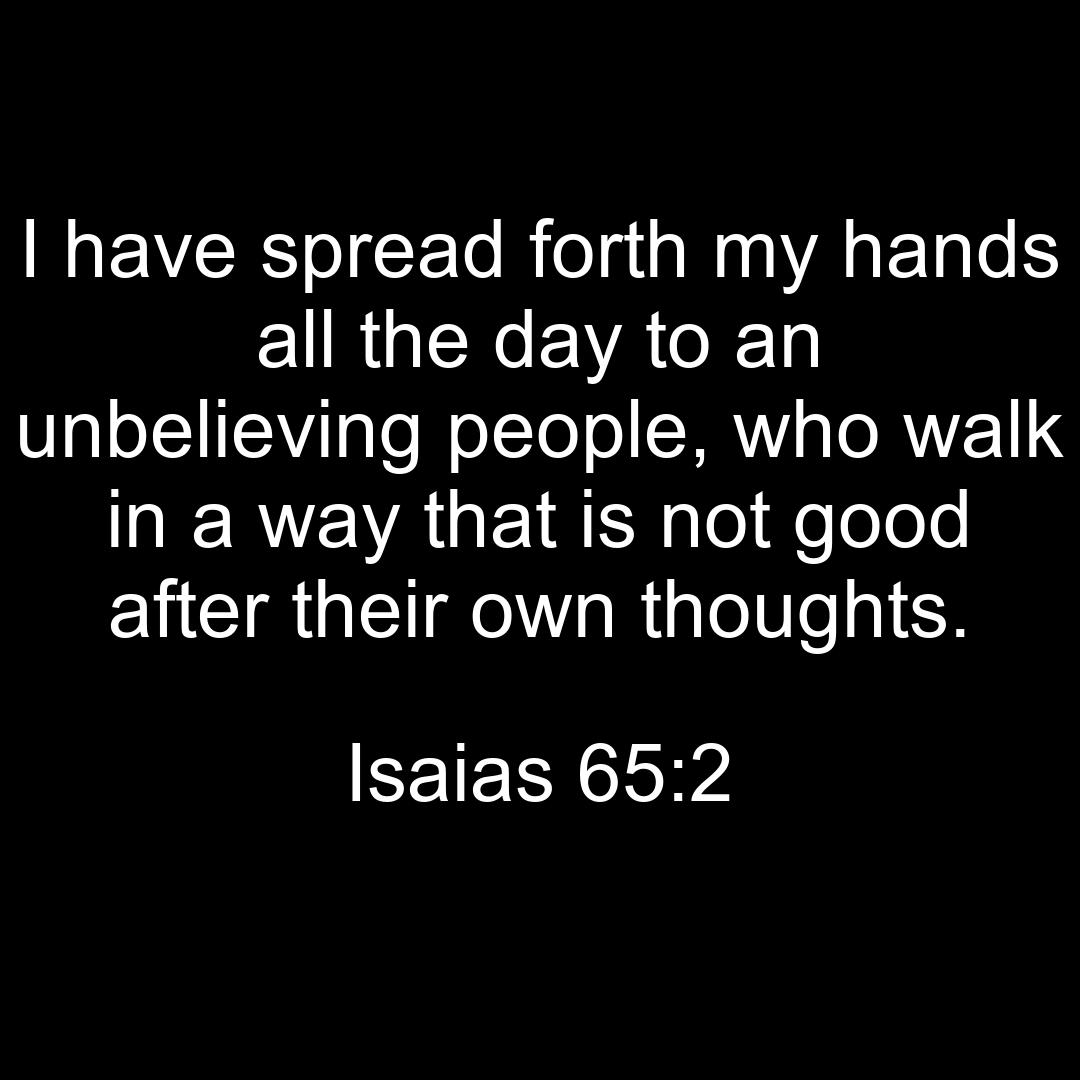 I have spread forth my hands
all the day to an
unbelieving people, who walk
in a way that is not good
after their own thoughts.
Isaias 65:2